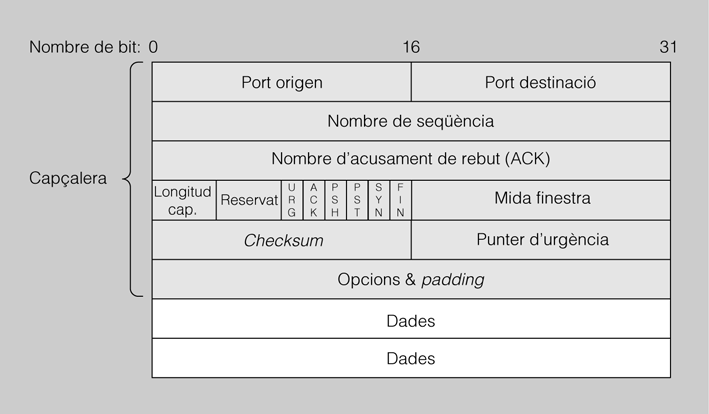 Nombre de bit: 0 16 31
Port origen Port destinació
Nombre de seqüència
Nombre d'acusament de rebut (ACK)
Capçalera
Longitud cap. Reservat URG ACK PSH PST SYN FIN Mida finestra
Checksum Punter d'urgència
Opcions & padding
Dades
Dades